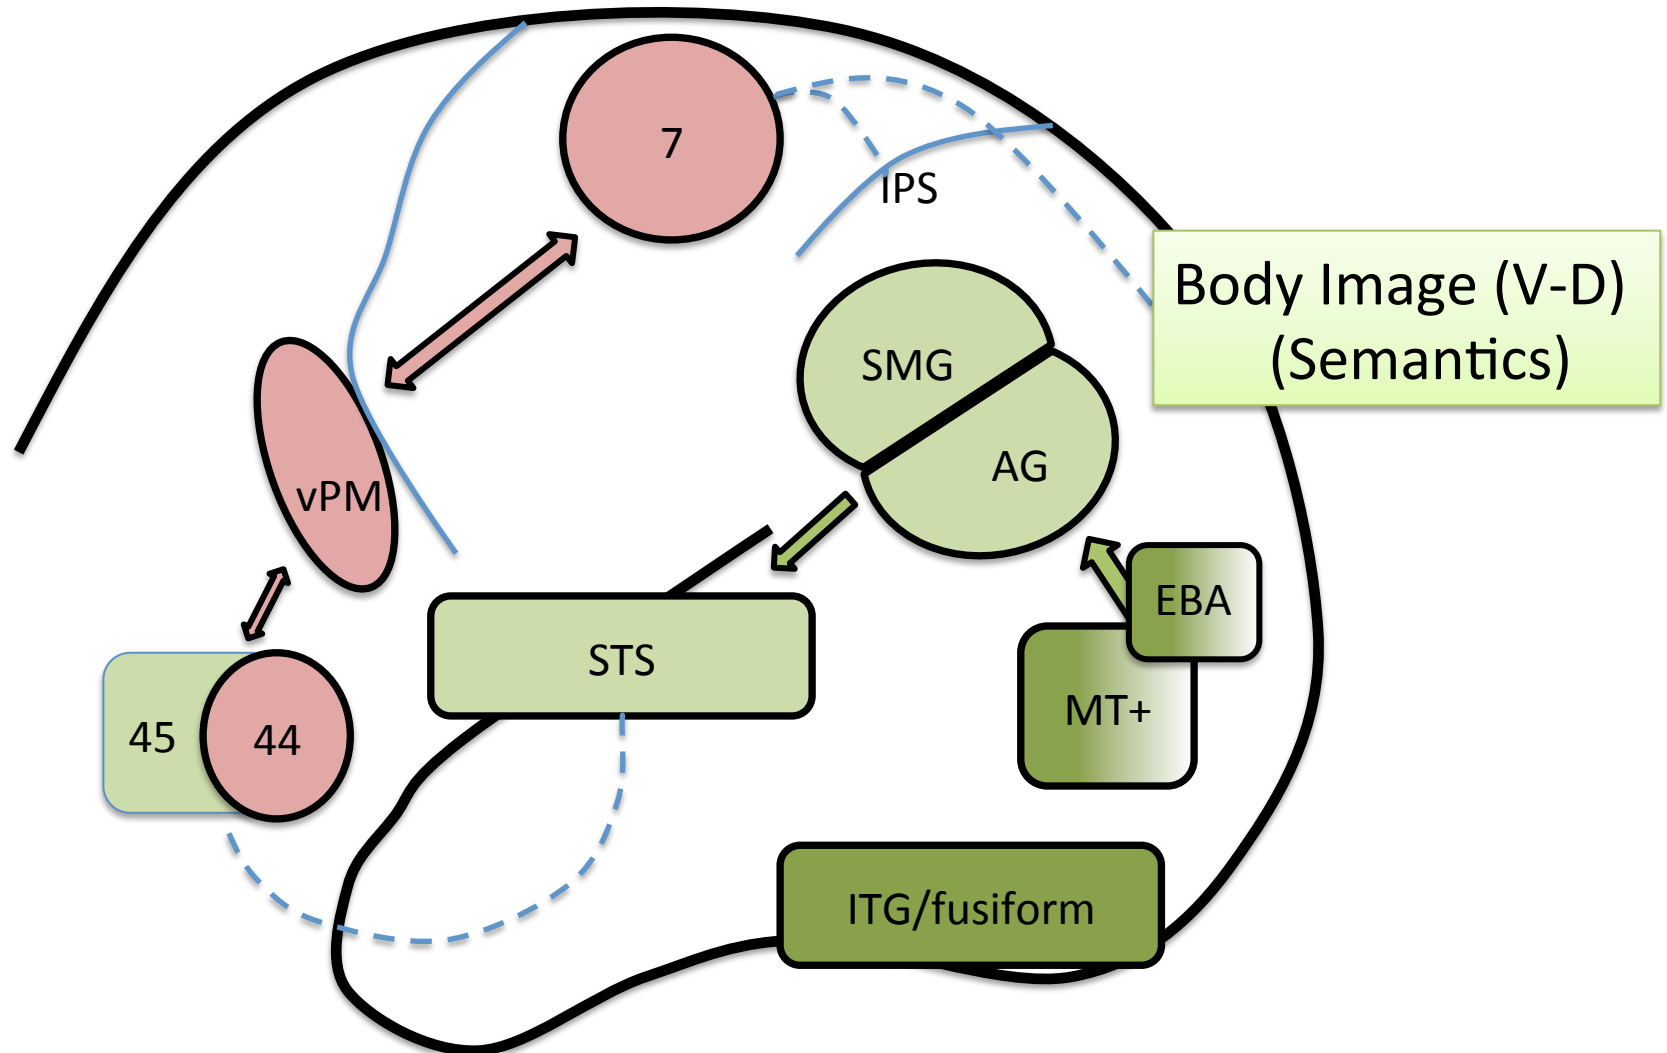 7
IPS
Body Image (V-D)
(Semantics)
SMG
AG
vPM
EBA
STS
MT+
45
44
ITG/fusiform